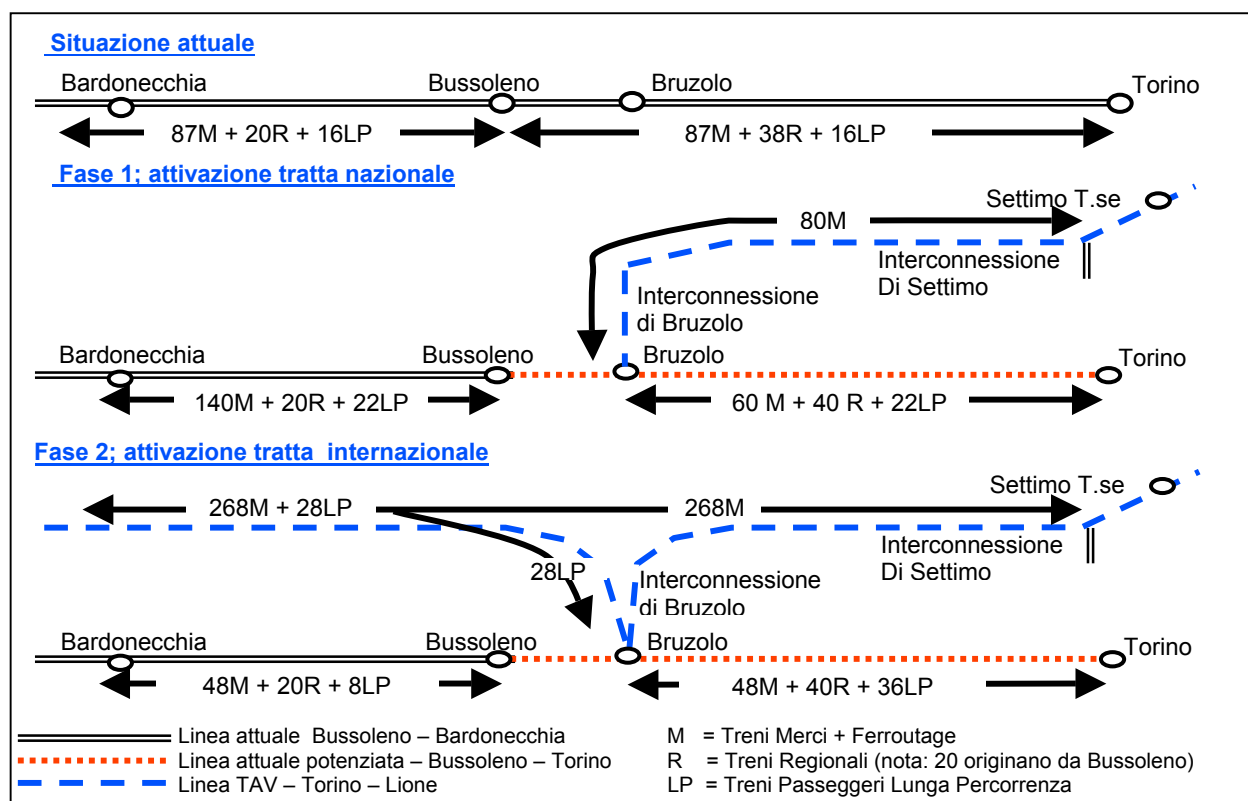 Situazione attuale
Bardonecchia Bussoleno Bruzolo Torino
87M + 20R + 16LP 87M + 38R + 16LP
Fase 1; attivazione tratta nazionale
Settimo T.se
80M
Interconnessione
Di Settimo
Interconnessione
di Bruzolo
Bardonecchia Bussoleno Bruzolo Torino
140M + 20R + 22LP 60 M + 40 R + 22LP
Fase 2; attivazione tratta internazionale
Settimo T.se
268M + 28LP 268M
Interconnessione
Di Settimo
28LP
Interconnessione
di Bruzolo
Bardonecchia Bussoleno Bruzolo Torino
48M + 20R + 8LP 48M + 40R + 36LP
Linea attuale Bussoleno – Bardonecchia
Linea attuale potenziata – Bussoleno – Torino
Linea TAV – Torino – Lione
M = Treni Merci + Ferroutage
R = Treni Regionali (nota: 20 originano da Bussoleno)
LP = Treni Passeggeri Lunga Percorrenza